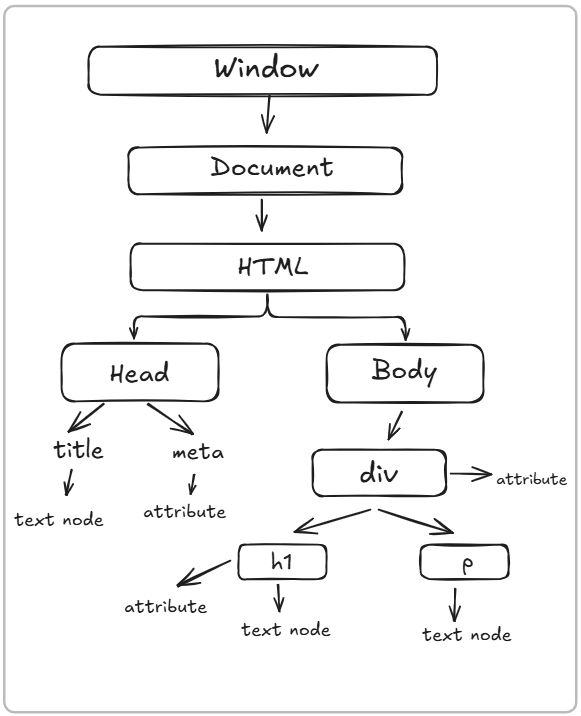 Window
Document
HTML
Head
Body
title
meta
div
attribute
text node
attribute
h1
p
attribute
text node
text node